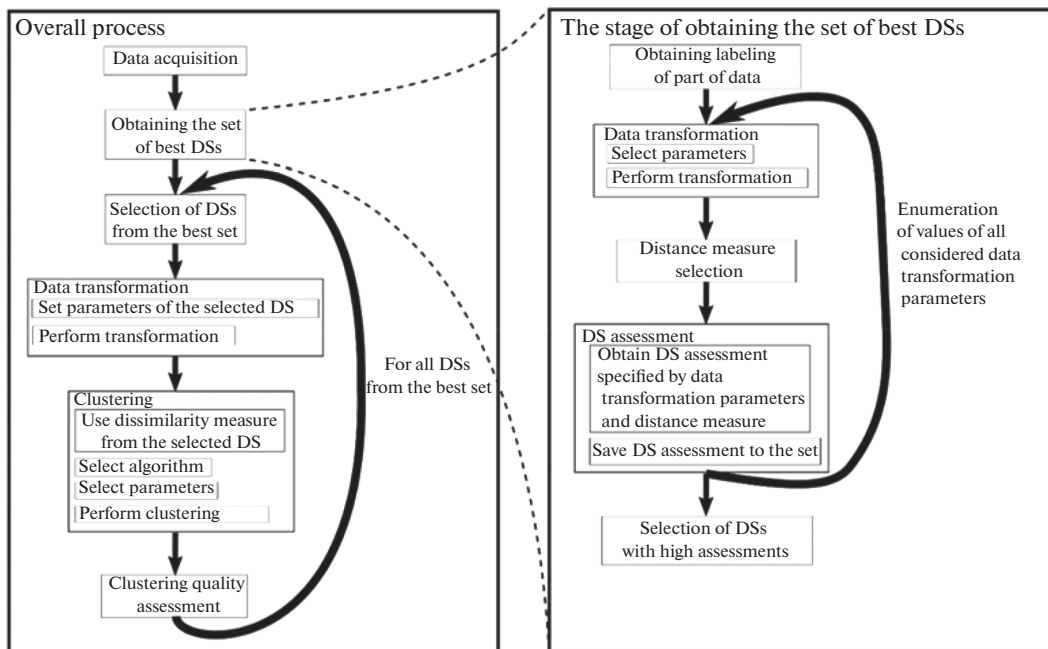 Overall process
Data acquisition
Obtaining the set
of best DSs
Selection of DSs
from the best set
Data transformation
Set parameters of the selected DS
Perform transformation
Clustering
Use dissimilarity measure
from the selected DS
Select algorithm
Select parameters
Perform clustering
Clustering quality
assessment
For all DSs
from the best set
The stage of obtaining the set of best DSs
Obtaining labeling
of part of data
Data transformation
Select parameters
Perform transformation
Distance measure
selection
DS assessment
Obtain DS assessment
specified by data
transformation parameters
and distance measure
Save DS assessment to the set
Selection of DSs
with high assessments
Enumeration
of values of all
considered data
transformation
parameters